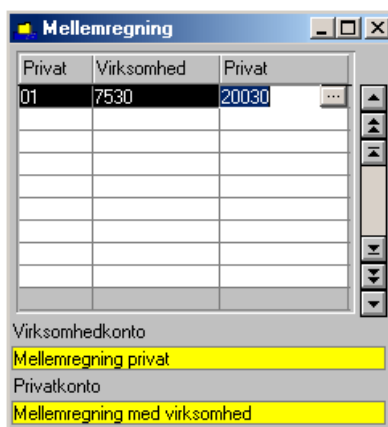 Mellemregning
Privat Virksomhed Privat
01 7530 20030 ...
Virksomhedkonto
Mellemregning privat
Privatkonto
Mellemregning med virksomhed